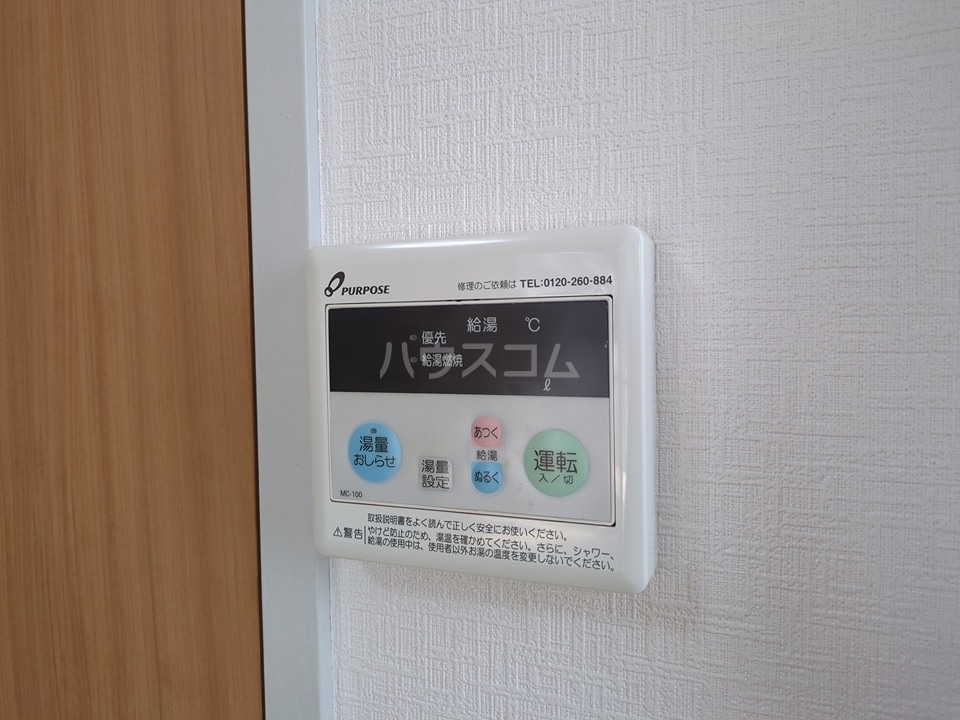 PURPOSE
修理のご依頼は TEL:0120-260-884
給湯 ℃
優先
給湯燃焼
ハウスコム
ℓ
湯量
おしらせ
湯量
設定
あつく
給湯
ぬるく
運転
入/切
MC-100
取扱説明書をよく読んで正しく安全にお使いください。
⚠警告
やけど防止のため、湯温を確かめてください。さらに、シャワー、
給湯の使用中は、使用者以外お湯の温度を変更しないでください。